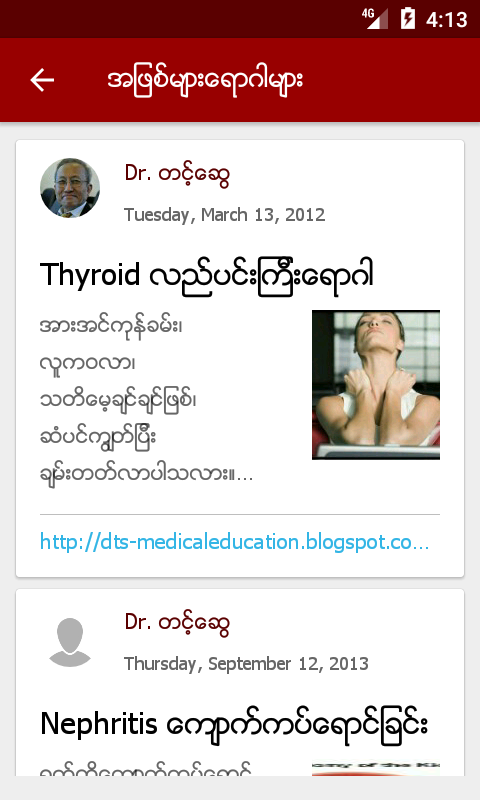 4G 4:13
အဖြစ်များရောဂါများ
Dr. တင့်ဆွေ
Tuesday, March 13, 2012
Thyroid လည်ပင်းကြီးရောဂါ
အားအင်ကုန်ခမ်း၊
လူကဝလာ၊
သတိမေ့ချင်ချင်ဖြစ်၊
ဆံပင်ကျွတ်ပြီး
ချမ်းတတ်လာပါသလား။...
http://dts-medicaleducation.blogspot.co...
Dr. တင့်ဆွေ
Thursday, September 12, 2013
Nephritis ကျောက်ကပ်ရောင်ခြင်း